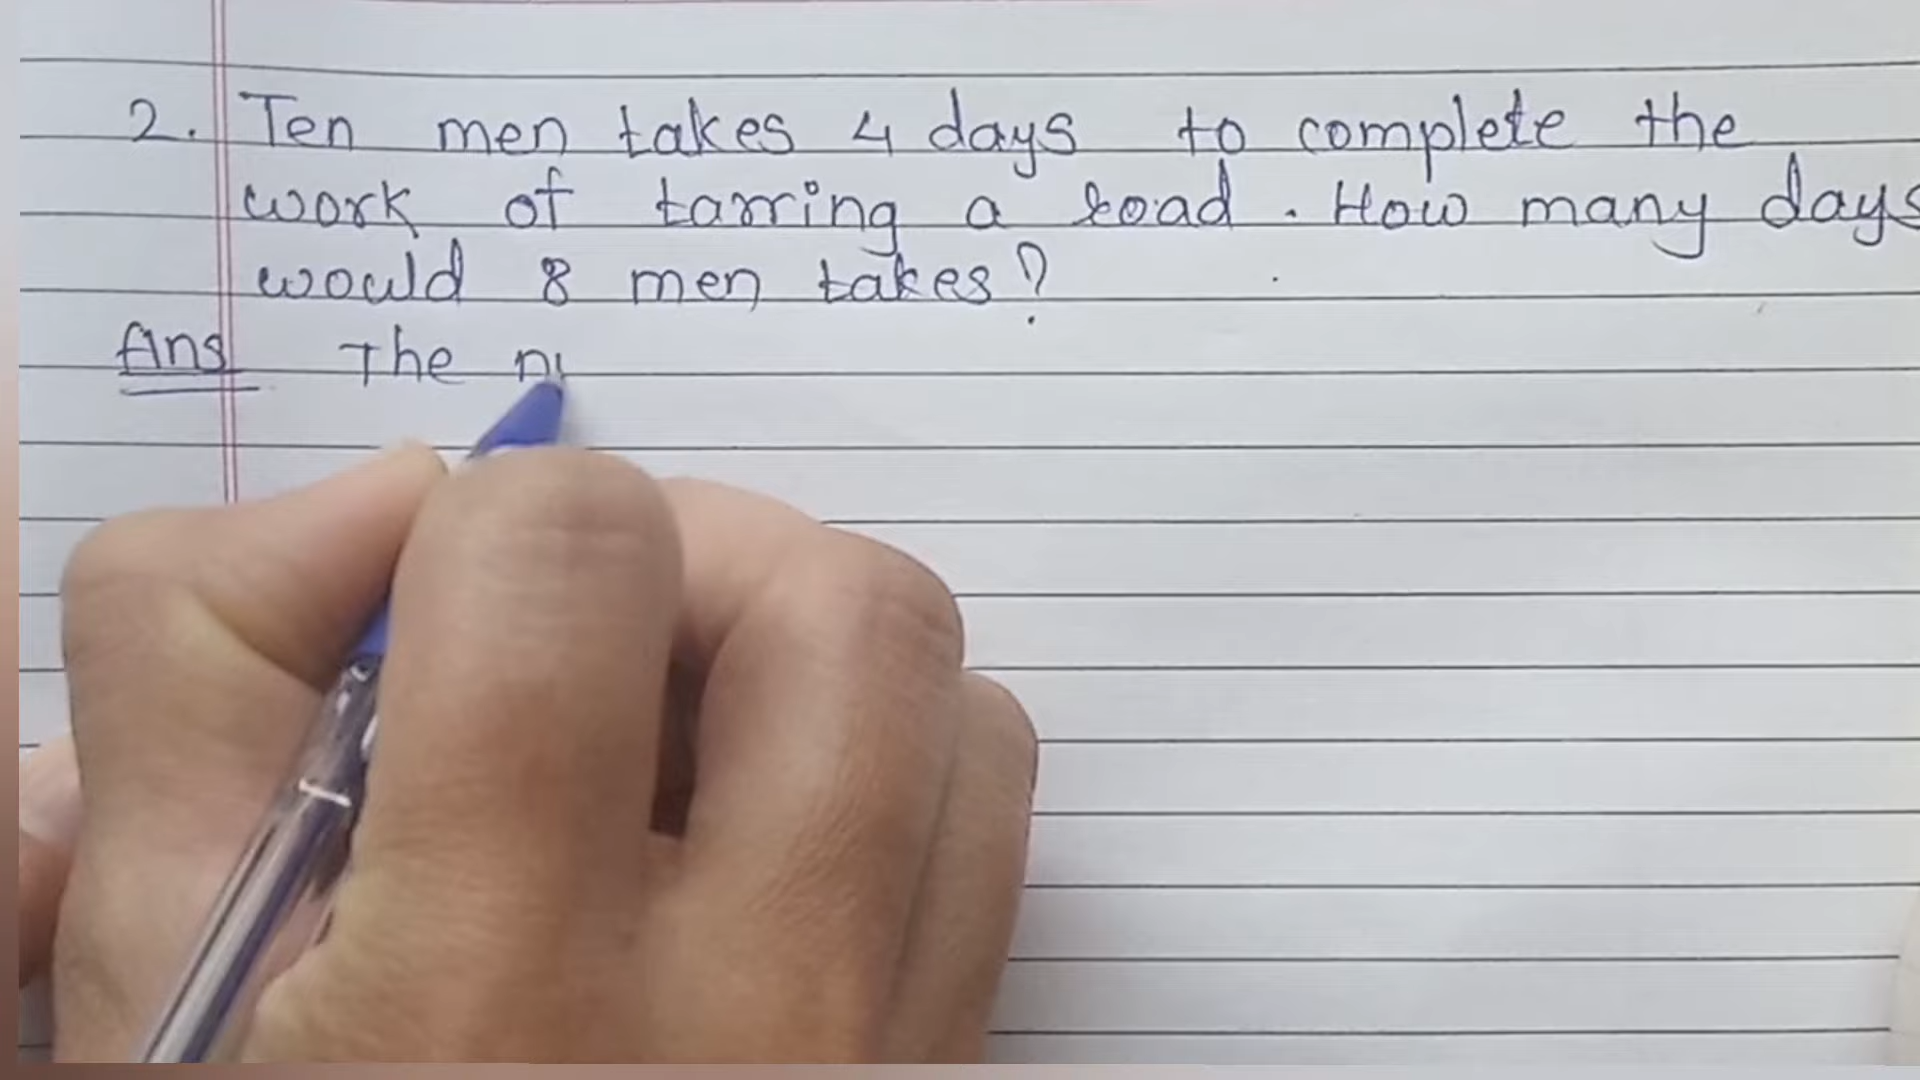 2. Ten men takes 4 days to complete the
work of tarring a road. How many days
would 8 men takes?
Ans The